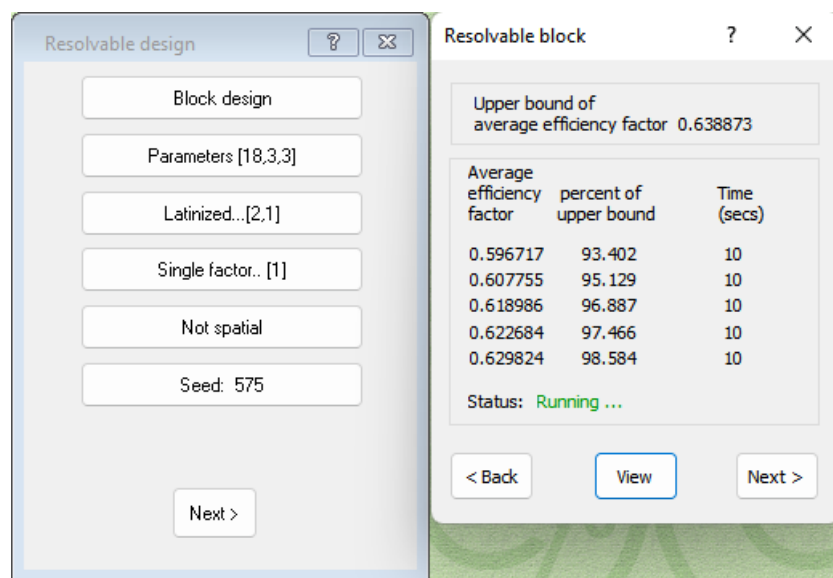 Resolvable design
Block design
Parameters [18,3,3]
Latinized...[2,1]
Single factor.. [1]
Not spatial
Seed: 575
Next >
Resolvable block ?
Upper bound of
average efficiency factor 0.638873
Average
efficiency percent of Time
factor upper bound (secs)
0.596717 93.402 10
0.607755 95.129 10
0.618986 96.887 10
0.622684 97.466 10
0.629824 98.584 10
Status: Running ...
< Back View Next >